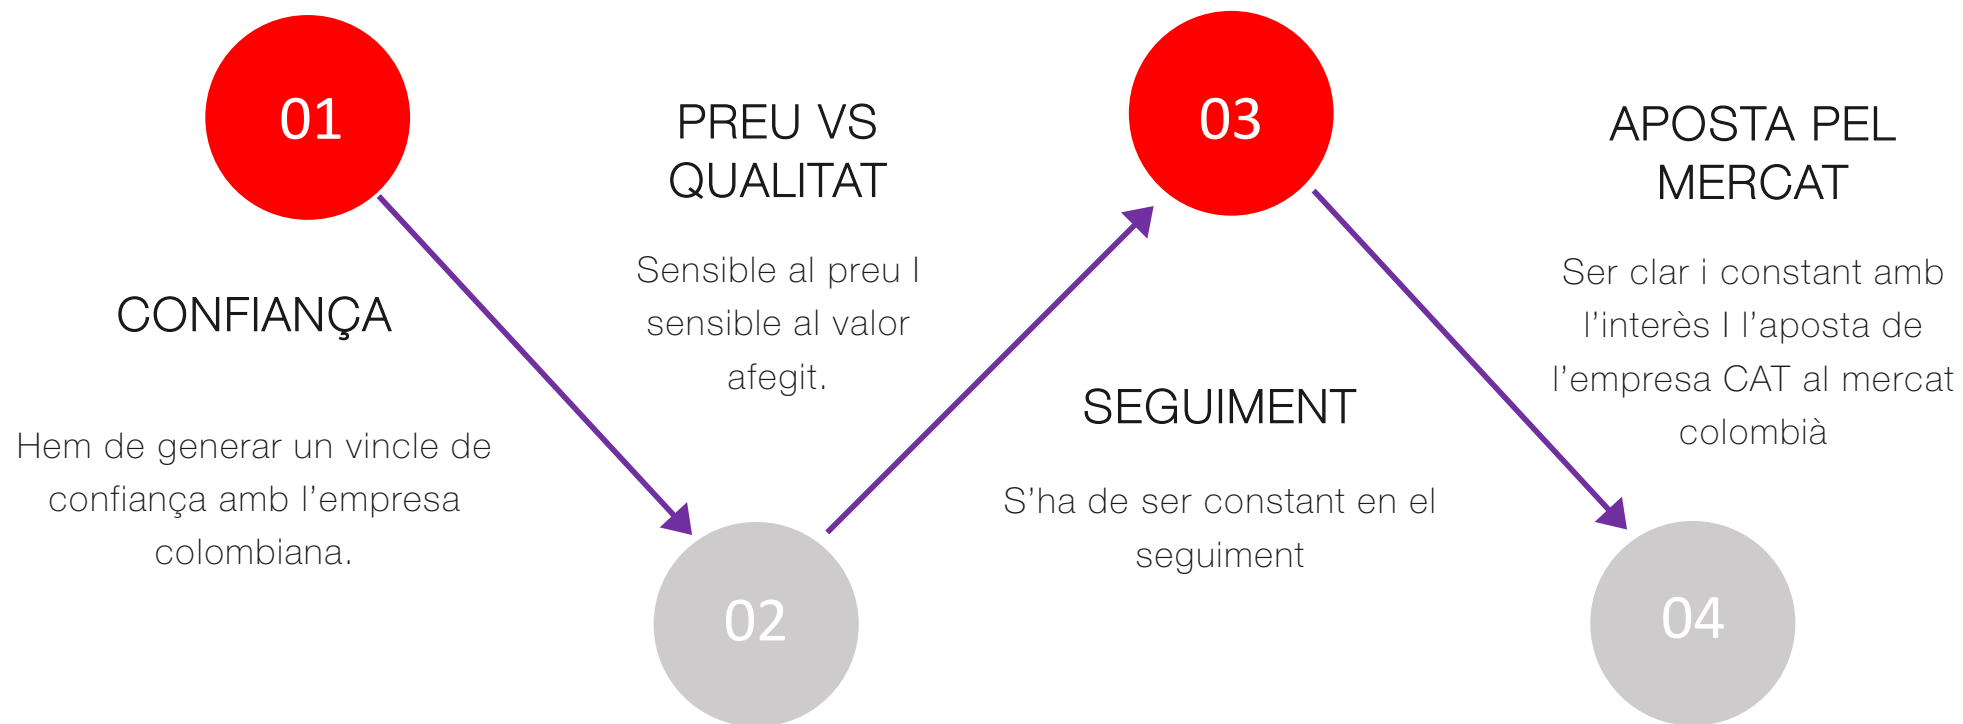 01
CONFIANÇA
Hem de generar un vincle de
confiança amb l’empresa
colombiana.
PREU VS
QUALITAT
Sensible al preu I
sensible al valor
afegit.
02
03
SEGUIMENT
S’ha de ser constant en el
seguiment
APOSTA PEL
MERCAT
Ser clar i constant amb
l’interès I l’aposta de
l’empresa CAT al mercat
colombià
04